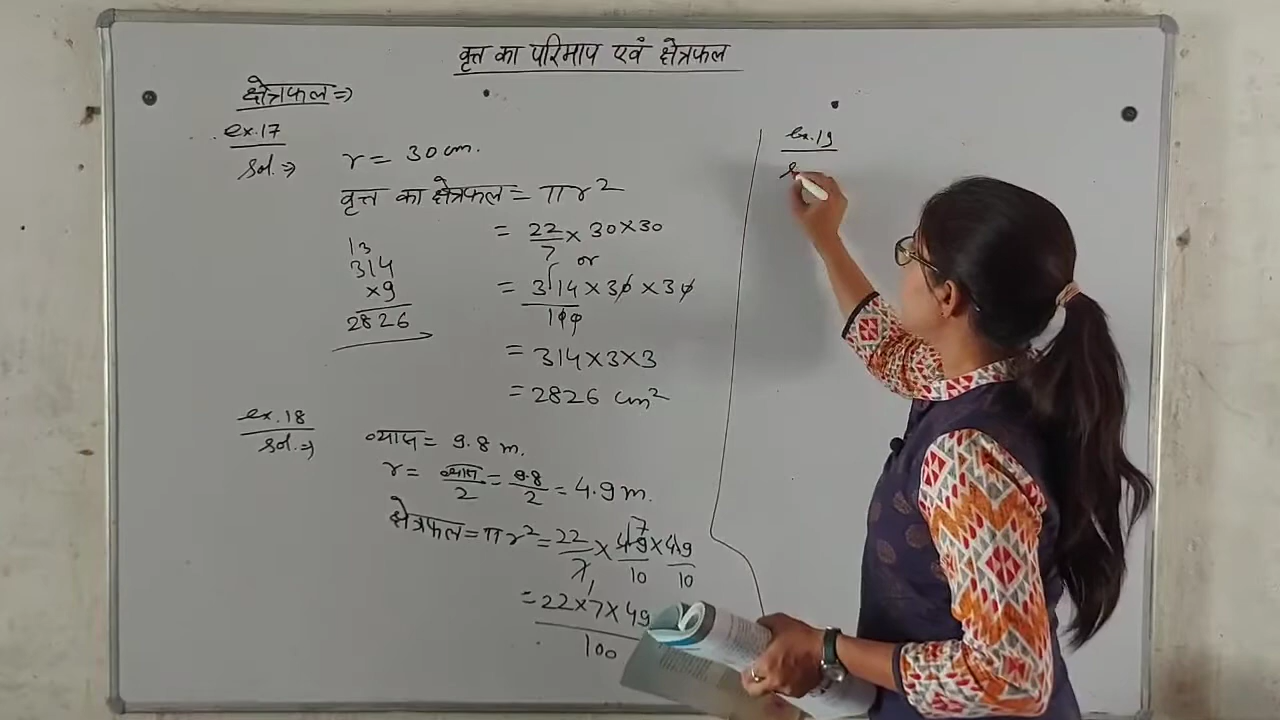 वृत्त का परिमाप एवं क्षेत्रफल
क्षेत्रफल ⇒
ex.17
Sol. ⇒
r = 30 cm.
वृत्त का क्षेत्रफल = πr²
= 22/7 × 30×30
or
= 314/100 × 30 × 30
= 314×3×3
= 2826 cm²
13
314
×9
2826
ex.18
Sol. ⇒
व्यास = 9.8 m.
r = व्यास/2 = 9.8/2 = 4.9 m.
क्षेत्रफल = πr² = 22/7 × 49/10 × 49/10
= 22×7×49/100
Ex.19
S